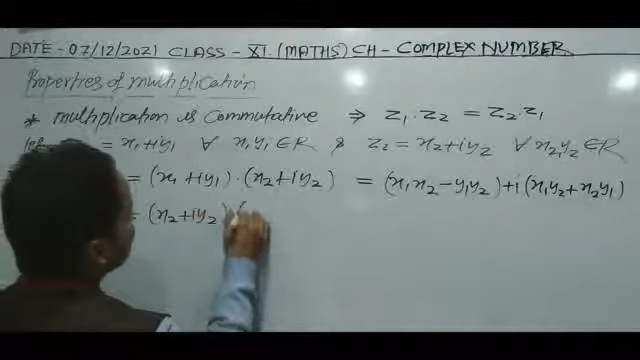 DATE - 07/12/2021 CLASS - XI. (MATHS) CH - COMPLEX NUMBER
Properties of multiplication
* multiplication is commutative ⇒ Z₁.Z₂ = Z₂.Z₁
let = x₁+iy₁ ∀ x₁y₁∈R & Z₂ = x₂+iy₂ ∀ x₂y₂∈R
= (x₁+iy₁).(x₂+iy₂) = (x₁x₂-y₁y₂)+i(x₁y₂+x₂y₁)
= (x₂+iy₂)(